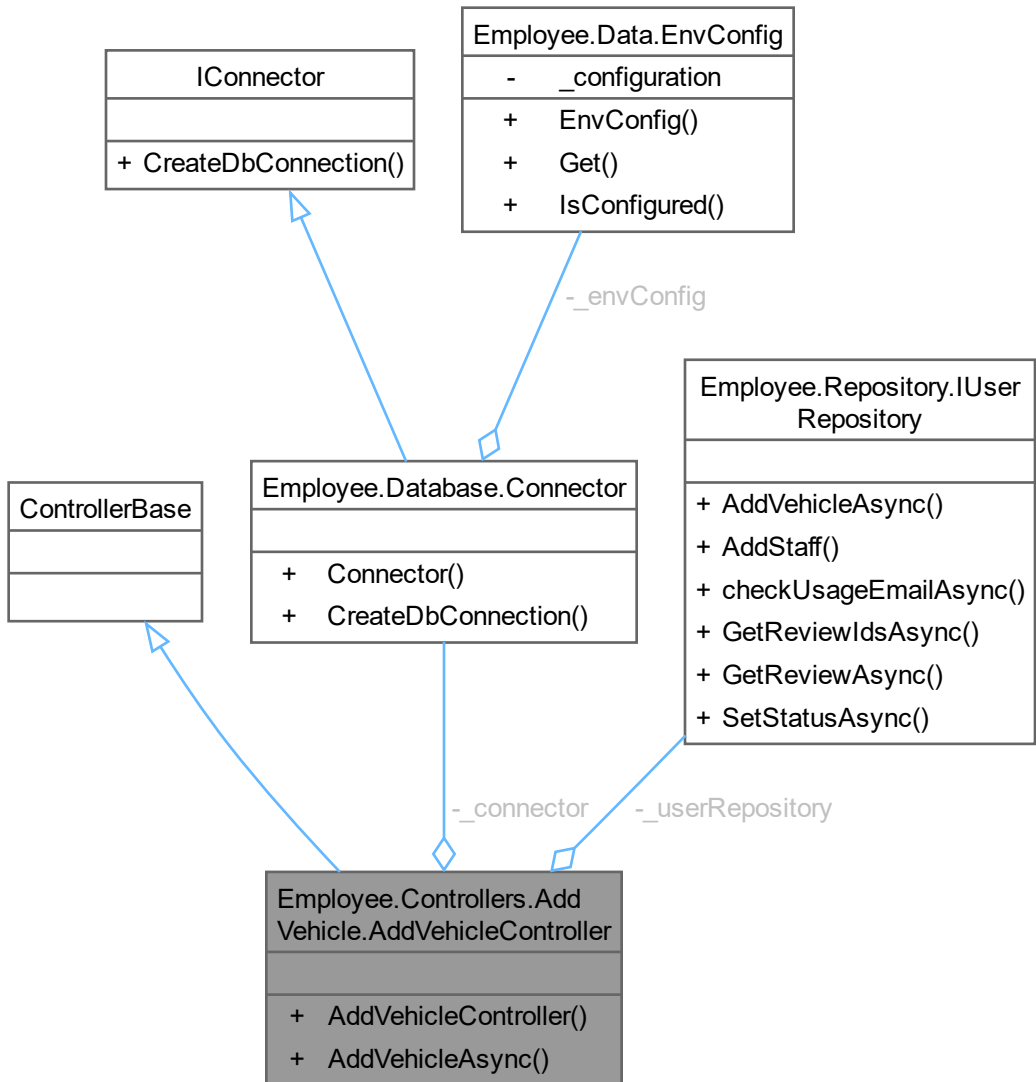 Employee.Data.EnvConfig
- _configuration
+ EnvConfig()
+ Get()
+ IsConfigured()
IConnector
+ CreateDbConnection()
-_envConfig
Employee.Repository.IUser
Repository
+ AddVehicleAsync()
+ AddStaff()
+ checkUsageEmailAsync()
+ GetReviewIdsAsync()
+ GetReviewAsync()
+ SetStatusAsync()
Employee.Database.Connector
+ Connector()
+ CreateDbConnection()
ControllerBase
-_connector
-_userRepository
Employee.Controllers.Add
Vehicle.AddVehicleController
+ AddVehicleController()
+ AddVehicleAsync()